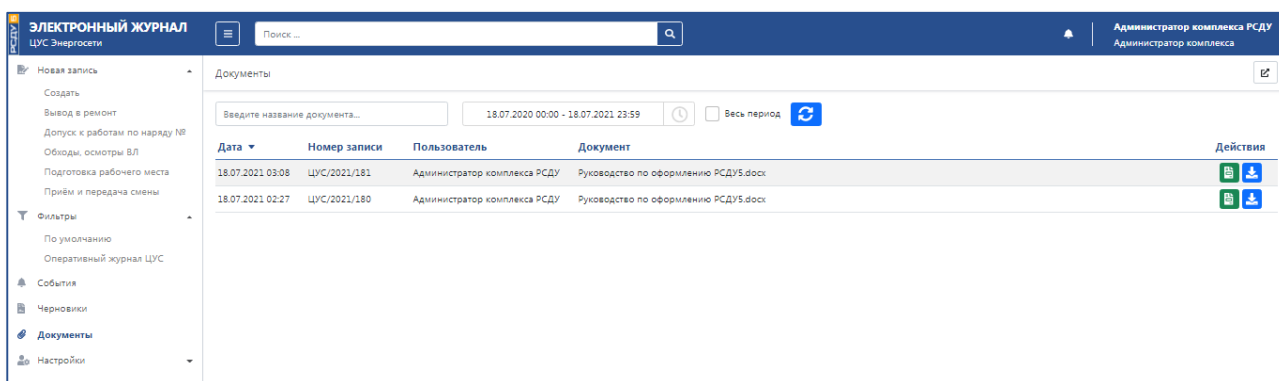 РСДУ
ЭЛЕКТРОННЫЙ ЖУРНАЛ
ЦУС Энергосети
Поиск ...
Администратор комплекса РСДУ
Администратор комплекса
Новая запись
Создать
Вывод в ремонт
Допуск к работам по наряду №
Обходы, осмотры ВЛ
Подготовка рабочего места
Приём и передача смены
Фильтры
По умолчанию
Оперативный журнал ЦУС
События
Черновики
Документы
Настройки
Документы
Введите название документа...
18.07.2020 00:00 - 18.07.2021 23:59
Весь период
Дата Номер записи Пользователь Документ Действия
18.07.2021 03:08 ЦУС/2021/181 Администратор комплекса РСДУ Руководство по оформлению РСДУ5.docx
18.07.2021 02:27 ЦУС/2021/180 Администратор комплекса РСДУ Руководство по оформлению РСДУ5.docx